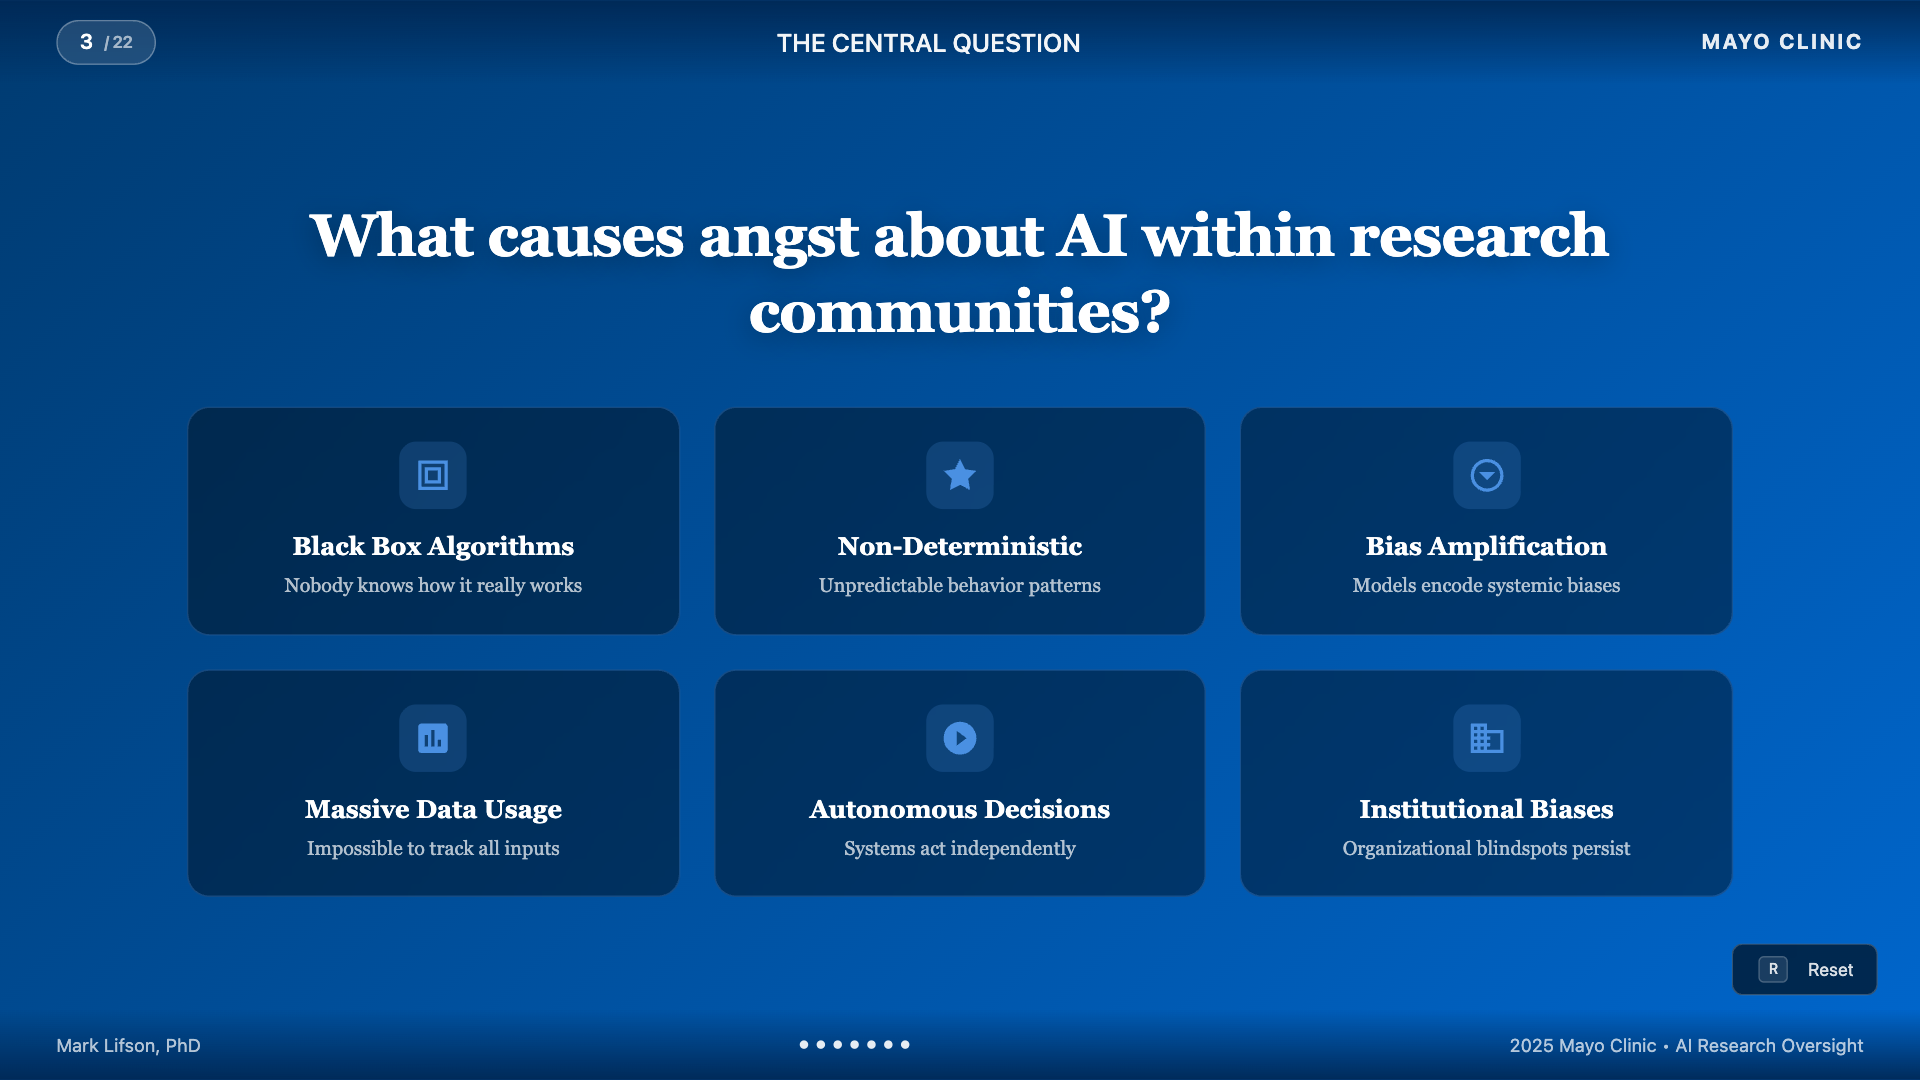 3 / 22
THE CENTRAL QUESTION
MAYO CLINIC
What causes angst about AI within research
communities?
Black Box Algorithms
Nobody knows how it really works
Non-Deterministic
Unpredictable behavior patterns
Bias Amplification
Models encode systemic biases
Massive Data Usage
Impossible to track all inputs
Autonomous Decisions
Systems act independently
Institutional Biases
Organizational blindspots persist
R Reset
Mark Lifson, PhD
2025 Mayo Clinic • AI Research Oversight